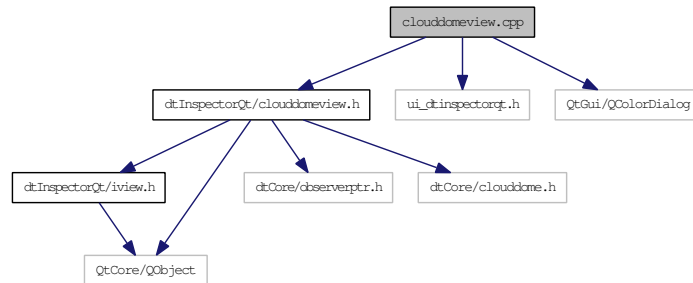 clouddomeview.cpp
dtInspectorQt/clouddomeview.h
ui_dtinspectorqt.h
QtGui/QColorDialog
dtInspectorQt/iview.h
dtCore/observerptr.h
dtCore/clouddome.h
QtCore/QObject